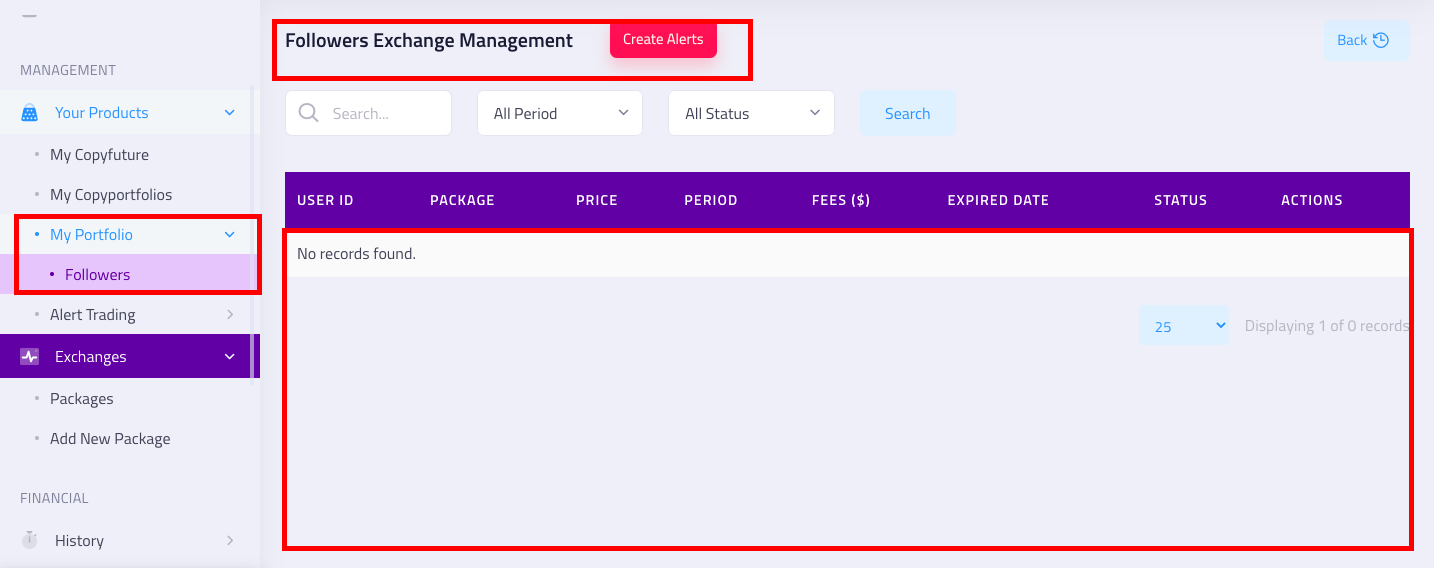 MANAGEMENT
Your Products
My Copyfuture
My Copyportfolios
My Portfolio
Followers
Alert Trading
Exchanges
Packages
Add New Package
FINANCIAL
History
Followers Exchange Management Create Alerts Back
Search... All Period All Status Search
USER ID PACKAGE PRICE PERIOD FEES ($) EXPIRED DATE STATUS ACTIONS
No records found.
25 Displaying 1 of 0 records